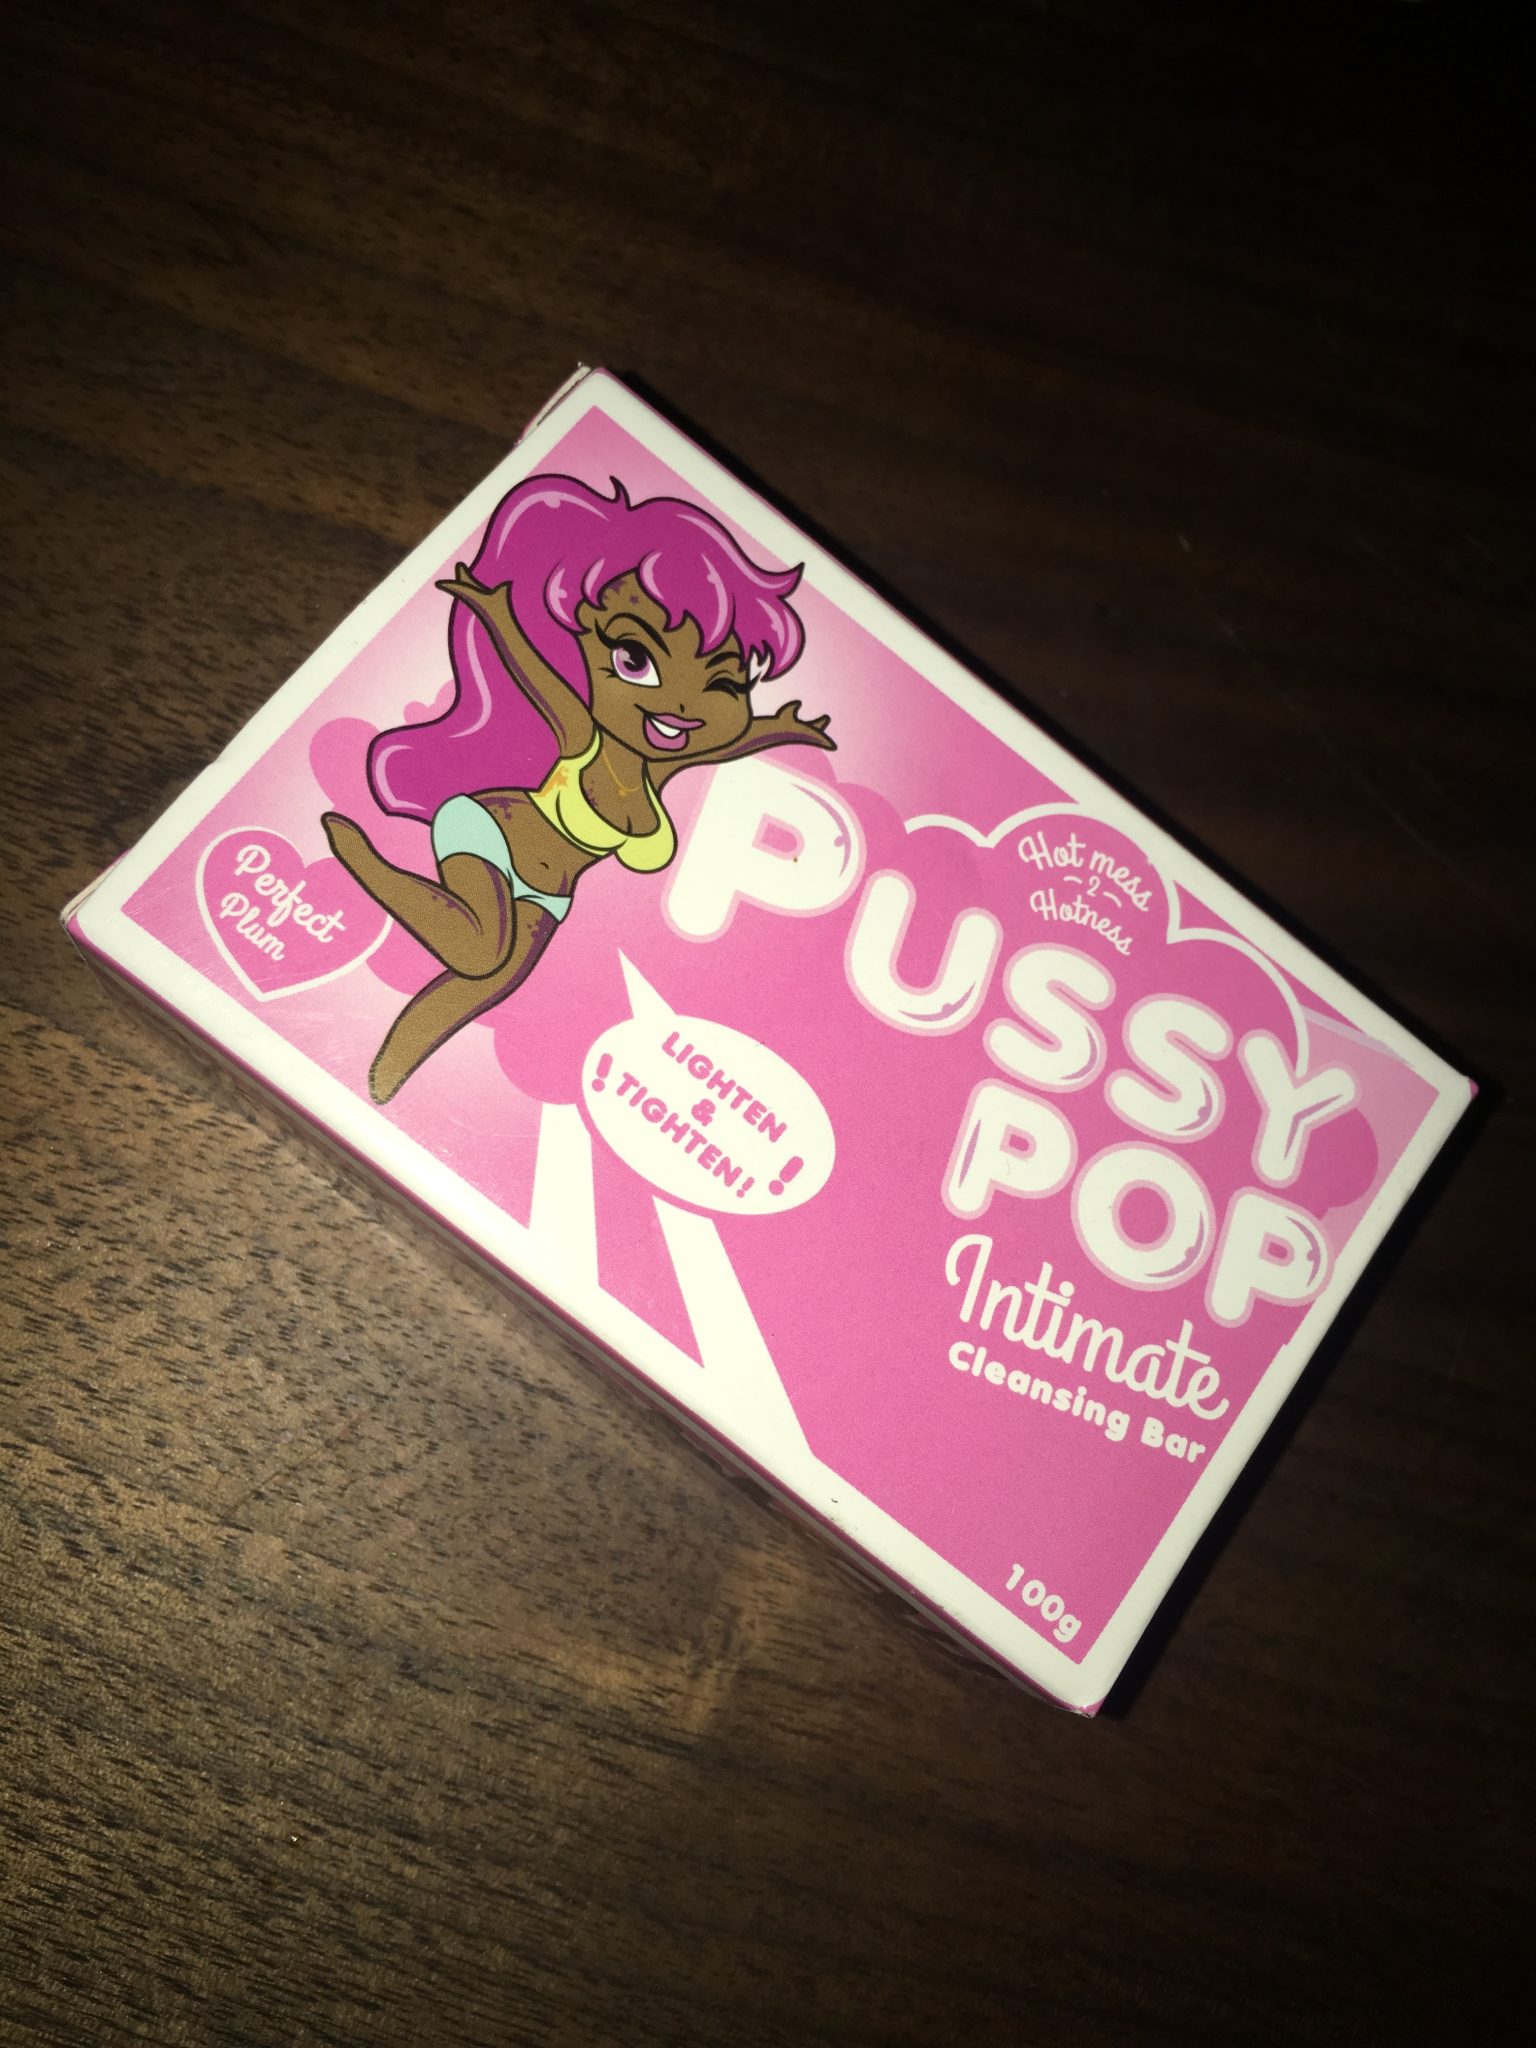 Hot mess
~2~
Hotness
PUSSY
POP
Intimate
Cleansing Bar
Perfect
Plum
LIGHTEN
&
! TIGHTEN! !
100g